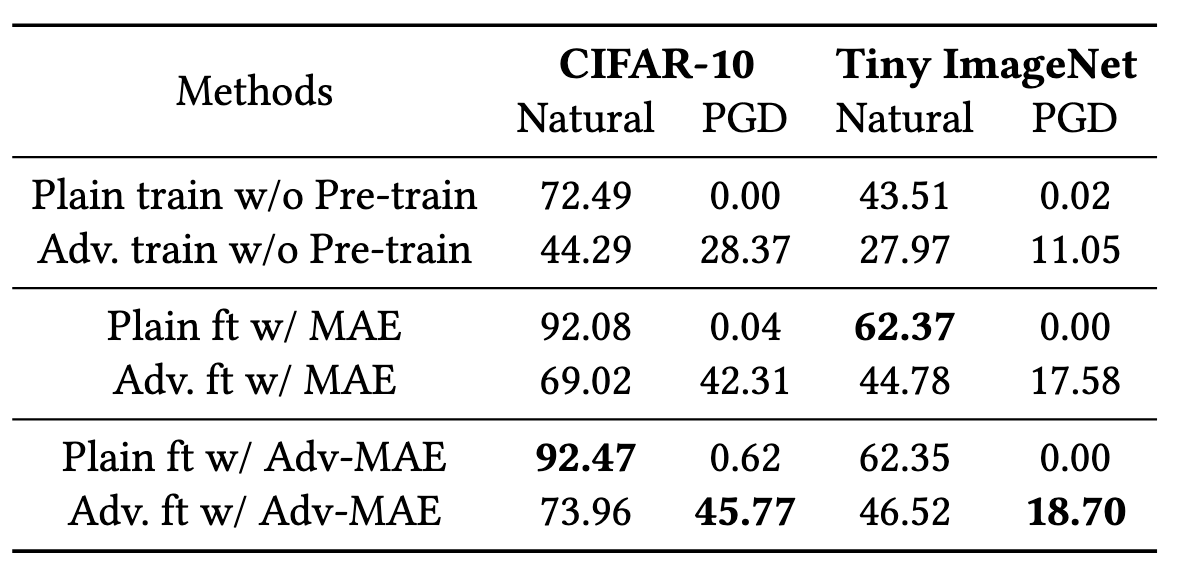 Methods CIFAR-10 Tiny ImageNet
Natural PGD Natural PGD
Plain train w/o Pre-train 72.49 0.00 43.51 0.02
Adv. train w/o Pre-train 44.29 28.37 27.97 11.05
Plain ft w/ MAE 92.08 0.04 62.37 0.00
Adv. ft w/ MAE 69.02 42.31 44.78 17.58
Plain ft w/ Adv-MAE 92.47 0.62 62.35 0.00
Adv. ft w/ Adv-MAE 73.96 45.77 46.52 18.70